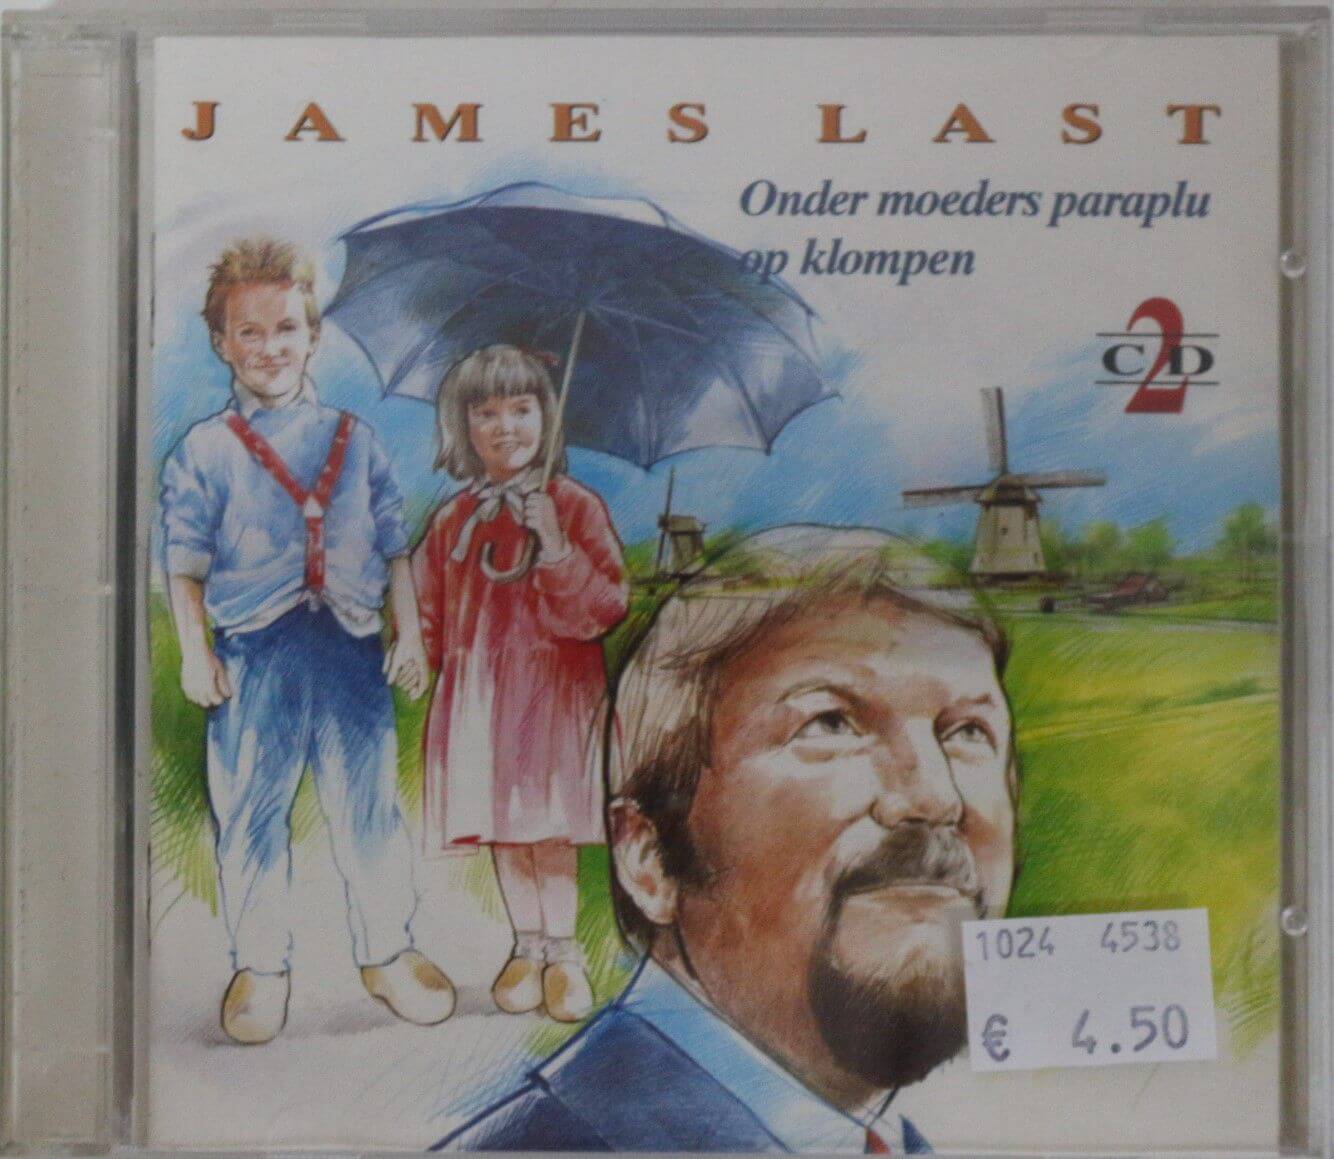 JAMES LAST
Onder moeders paraplu
op klompen
2
CD
1024 4538
€ 4.50